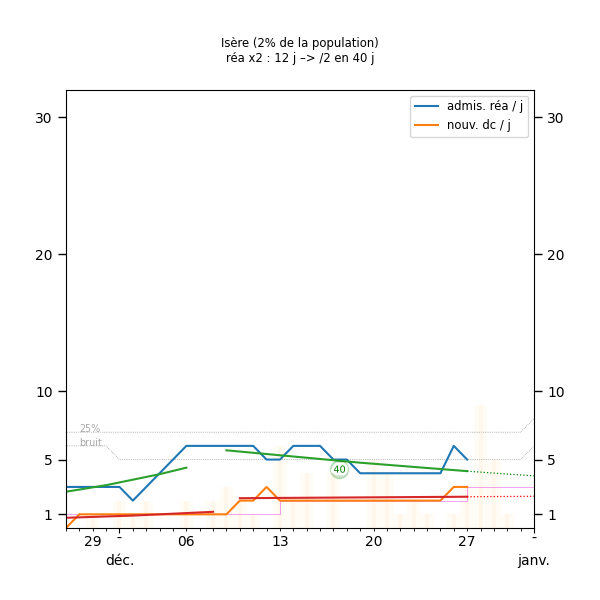 Isère (2% de la population)
réa x2 : 12 j –> /2 en 40 j
admis. réa / j
nouv. dc / j
30 30
20 20
10 10
25%
bruit
5 5
40
1 1
29 - 06 13 20 27 -
déc. janv.